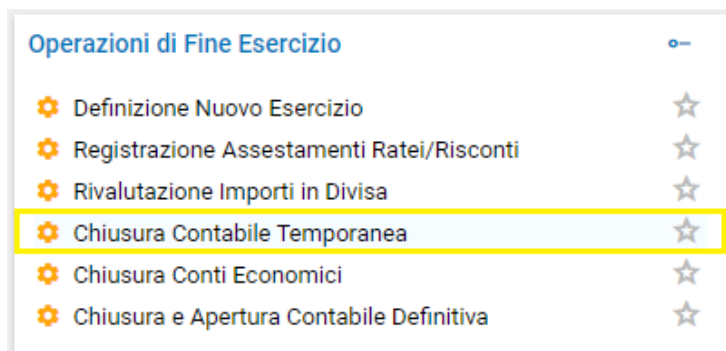 Operazioni di Fine Esercizio
Definizione Nuovo Esercizio
Registrazione Assestamenti Ratei/Risconti
Rivalutazione Importi in Divisa
Chiusura Contabile Temporanea
Chiusura Conti Economici
Chiusura e Apertura Contabile Definitiva